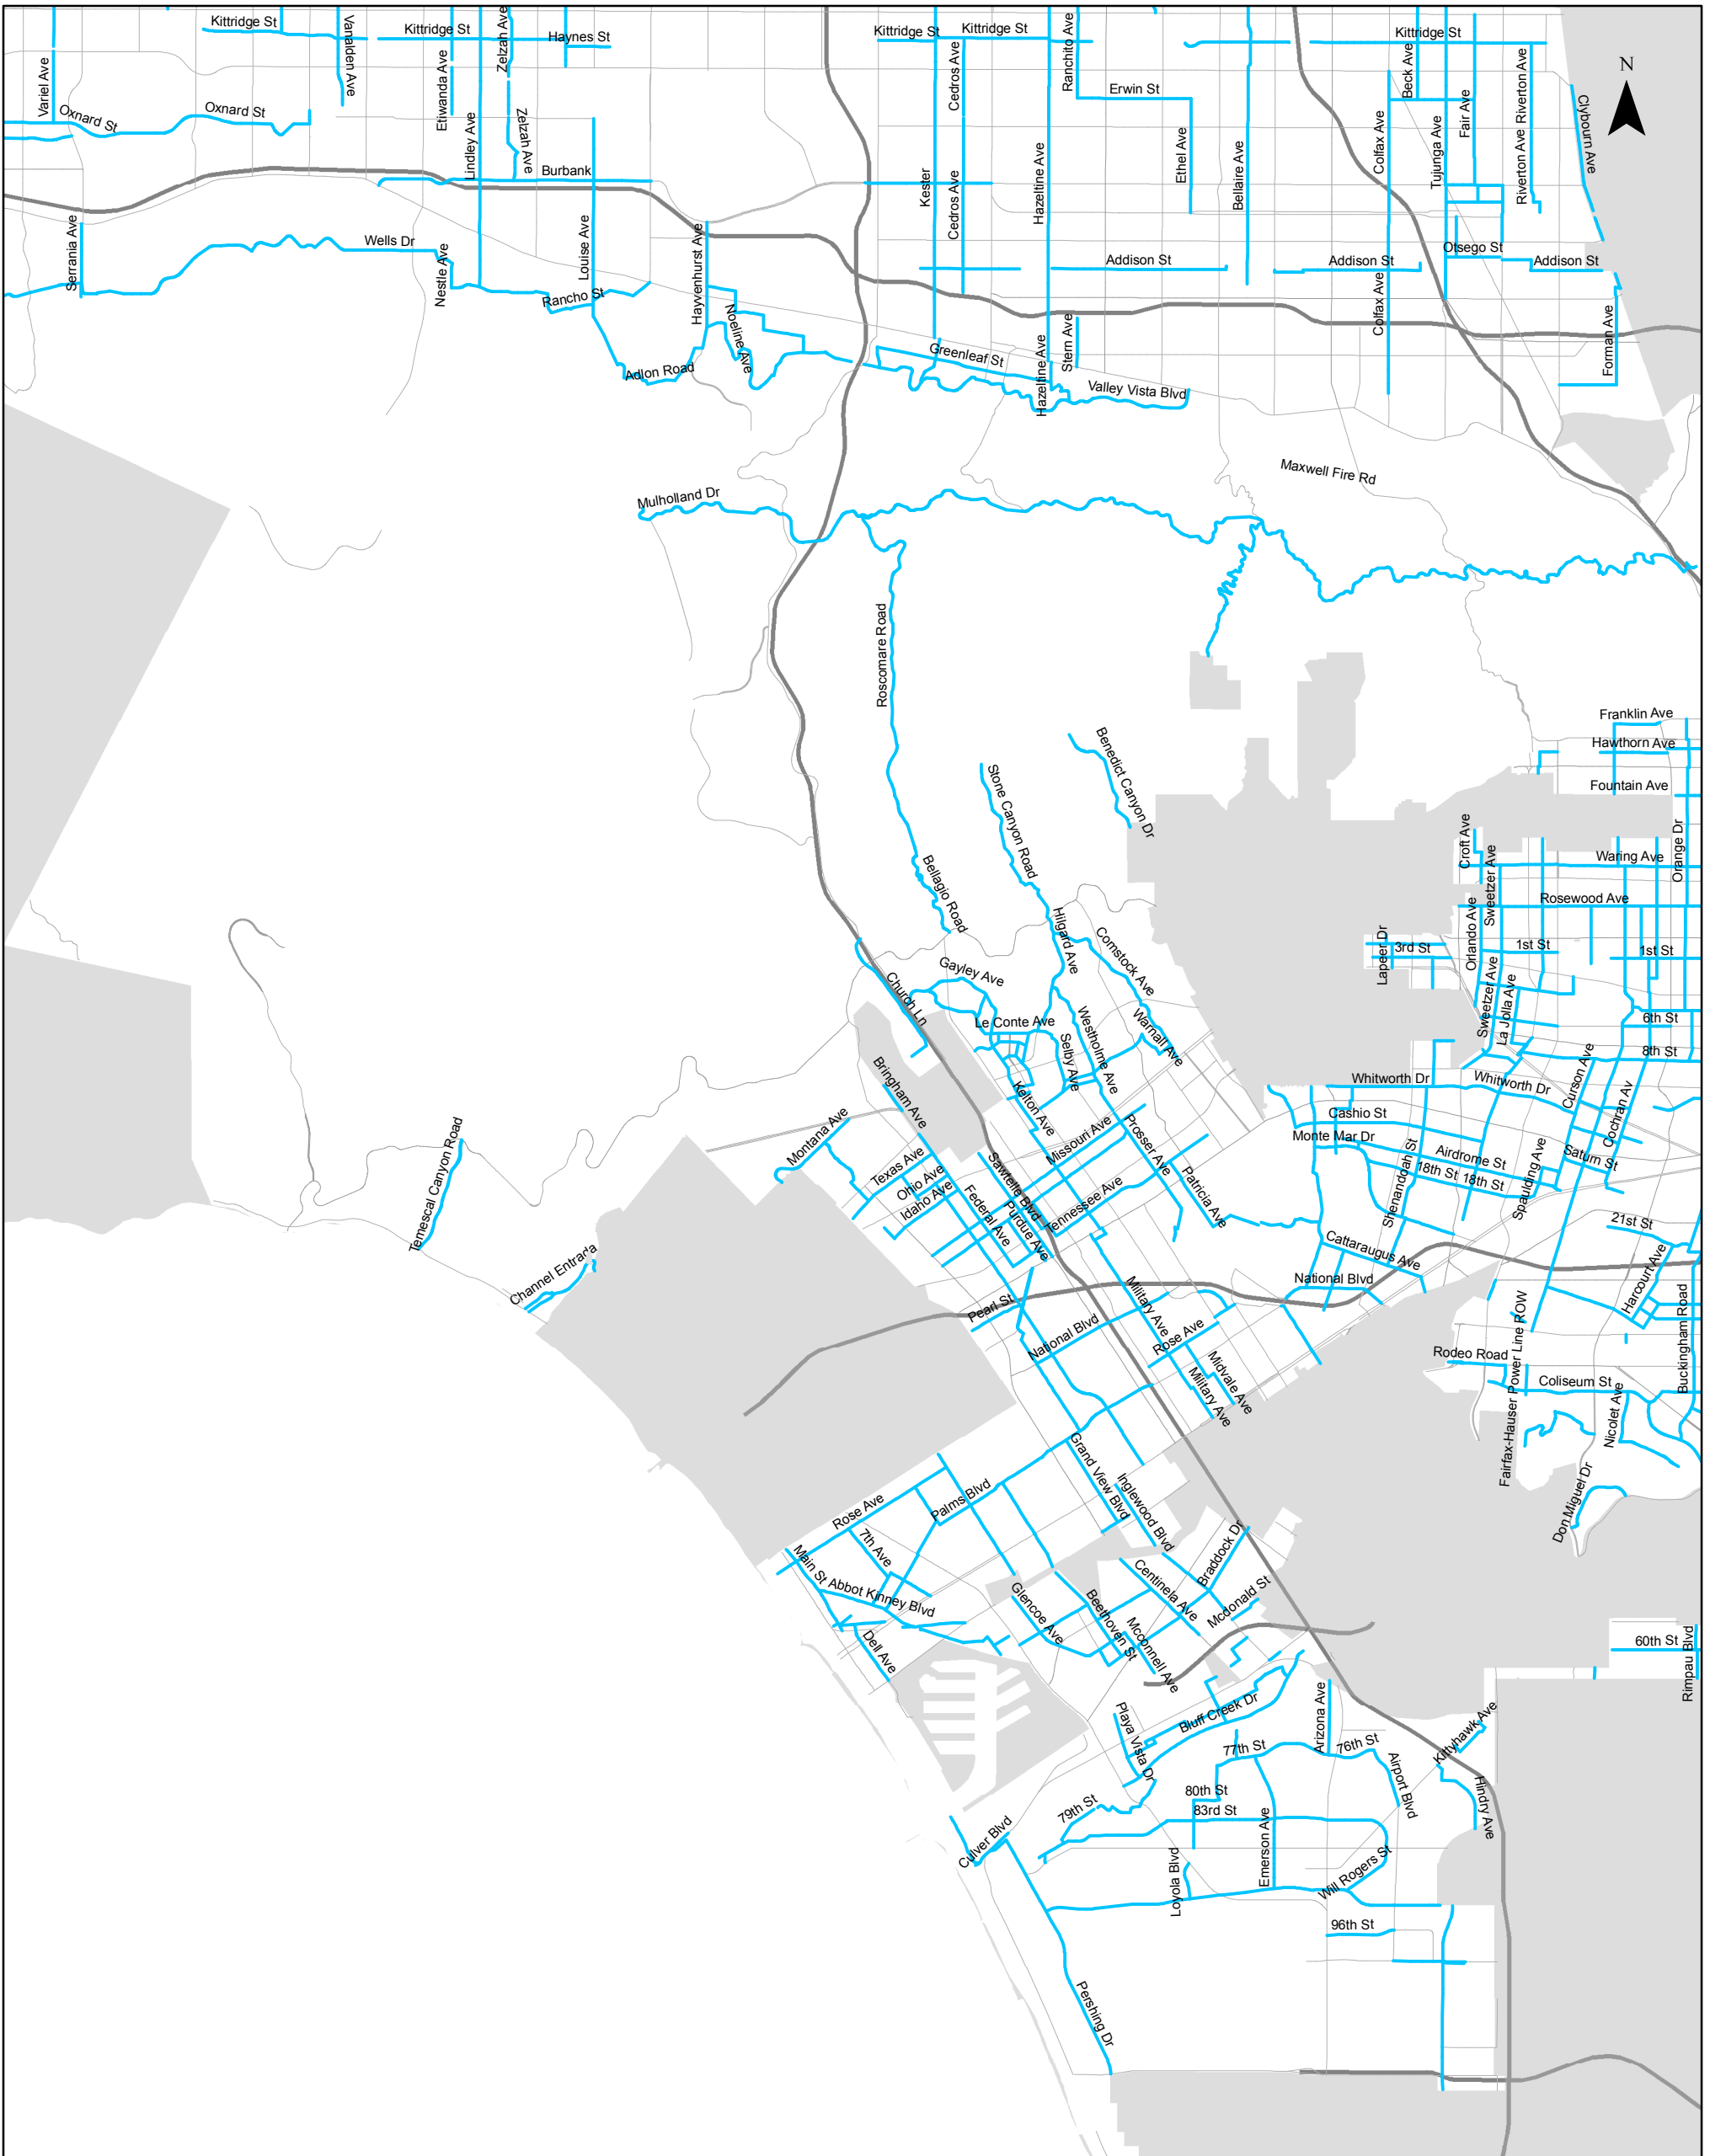 Kittridge St
Vanalden Ave
Kittridge St
Zelzah Ave
Haynes St
Kittridge St
Kittridge St
Ranchito Ave
Kittridge St
N
Variel Ave
Oxnard St
Oxnard St
Etiwanda Ave
Lindley Ave
Zelzah Ave
Burbank
Cedros Ave
Erwin St
Beck Ave
Fair Ave
Riverton Ave
Riverton Ave
Clybourn Ave
Kester
Cedros Ave
Hazeltine Ave
Ethel Ave
Bellaire Ave
Colfax Ave
Tujunga Ave
Serrania Ave
Wells Dr
Nestle Ave
Louise Ave
Rancho St
Hayvenhurst Ave
Noeline Ave
Adlon Road
Addison St
Addison St
Otsego St
Addison St
Colfax Ave
Forman Ave
Greenleaf St
Hazeltine Ave
Stern Ave
Valley Vista Blvd
Maxwell Fire Rd
Mulholland Dr
Roscomare Road
Franklin Ave
Hawthorn Ave
Fountain Ave
Benedict Canyon Dr
Stone Canyon Road
Bellagio Road
Croft Ave
Sweetzer Ave
Waring Ave
Orange Dr
Rosewood Ave
Orlando Ave
Hilgard Ave
Comstock Ave
Lapeer Dr
3rd St
1st St
1st St
Gayley Ave
Church Ln
Le Conte Ave
Westholme Ave
Warnall Ave
Selby Ave
Sweetzer Ave
La Jolla Ave
6th St
8th St
Bringham Ave
Kelton Ave
Whitworth Dr
Whitworth Dr
Curson Ave
Cochran Av
Montana Ave
Missouri Ave
Prosser Ave
Cashio St
Monte Mar Dr
Airdrome St
Saturn St
18th St
18th St
Temescal Canyon Road
Texas Ave
Ohio Ave
Idaho Ave
Federal Ave
Sawtelle Blvd
Purdue Ave
Tennessee Ave
Patricia Ave
Shenandoah St
Spaulding Ave
21st St
Channel Entrada
Cattaraugus Ave
National Blvd
Harcourt Ave
Buckingham Road
Pearl St
National Blvd
Military Ave
Rose Ave
Midvale Ave
Military Ave
Fairfax-Hauser Power Line ROW
Rodeo Road
Coliseum St
Nicolet Ave
Don Miguel Dr
Grand View Blvd
Inglewood Blvd
Rose Ave
Palms Blvd
7th Ave
Main St
Abbot Kinney Blvd
Dell Ave
Glencoe Ave
Beethoven St
Mcconnell Ave
Centinela Ave
Braddock Dr
Mcdonald St
60th St
Rimpau Blvd
Playa Vista Dr
Bluff Creek Dr
Arizona Ave
77th St
76th St
Airport Blvd
Kittyhawk Ave
Hindry Ave
79th St
80th St
83rd St
Culver Blvd
Loyola Blvd
Emerson Ave
Will Rogers St
96th St
Pershing Dr